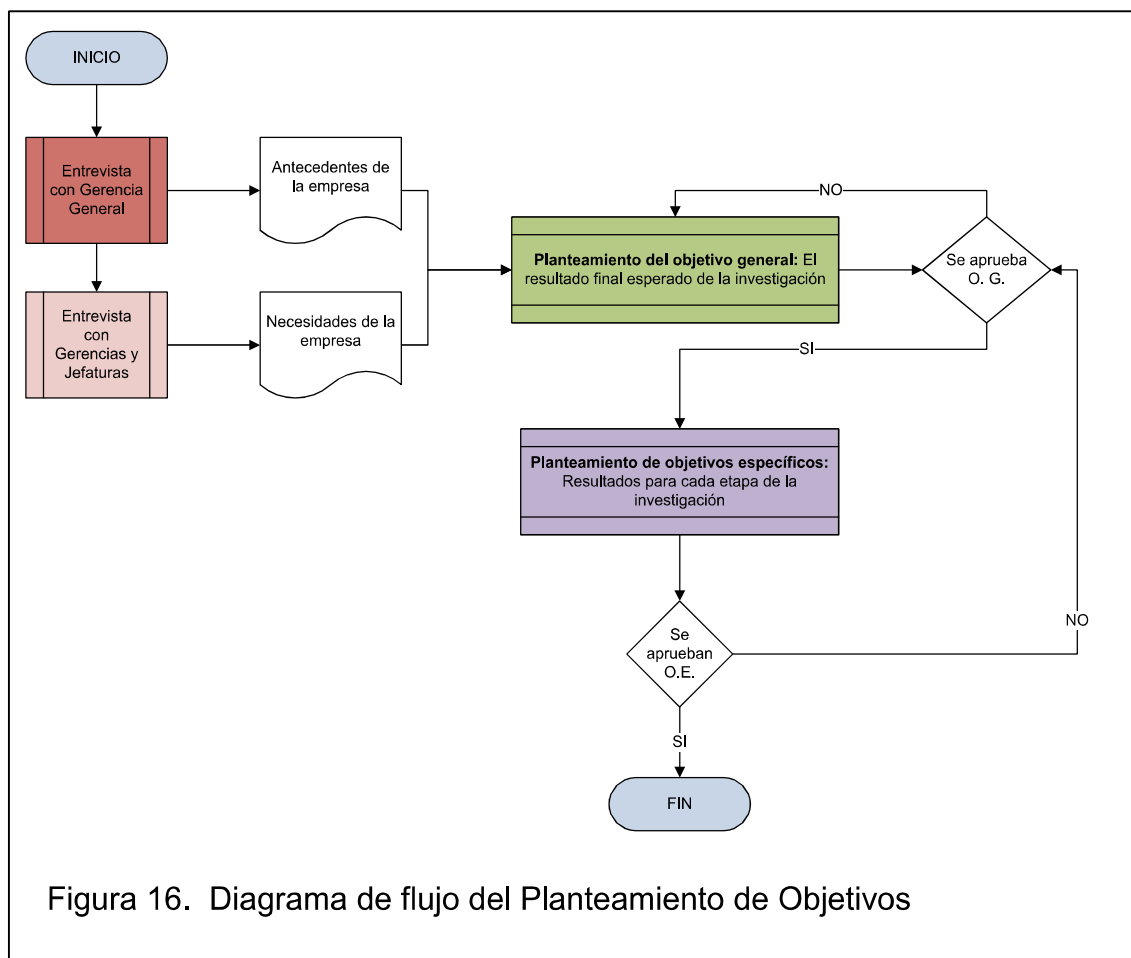 INICIO
Entrevista
con Gerencia
General
Antecedentes de
la empresa
Entrevista
con
Gerencias y
Jefaturas
Necesidades de la
empresa
NO
Planteamiento del objetivo general: El
resultado final esperado de la investigación
Se aprueba
O. G.
SI
Planteamiento de objetivos específicos:
Resultados para cada etapa de la
investigación
Se
aprueban
O.E.
NO
SI
FIN
Figura 16. Diagrama de flujo del Planteamiento de Objetivos